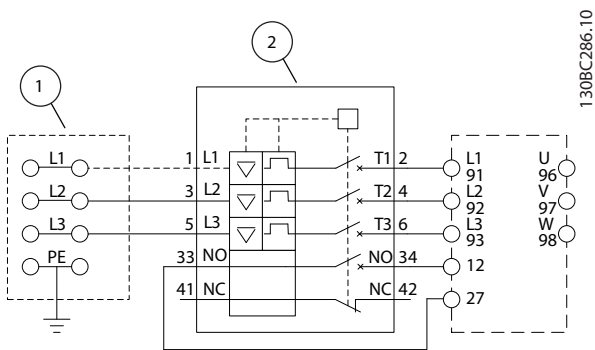 130BC286.10
2
1
L1
L2
L3
PE
1 L1
3 L2
5 L3
33 NO
41 NC
T1 2
T2 4
T3 6
NO 34
NC 42
L1
91
L2
92
L3
93
12
27
U
96
V
97
W
98